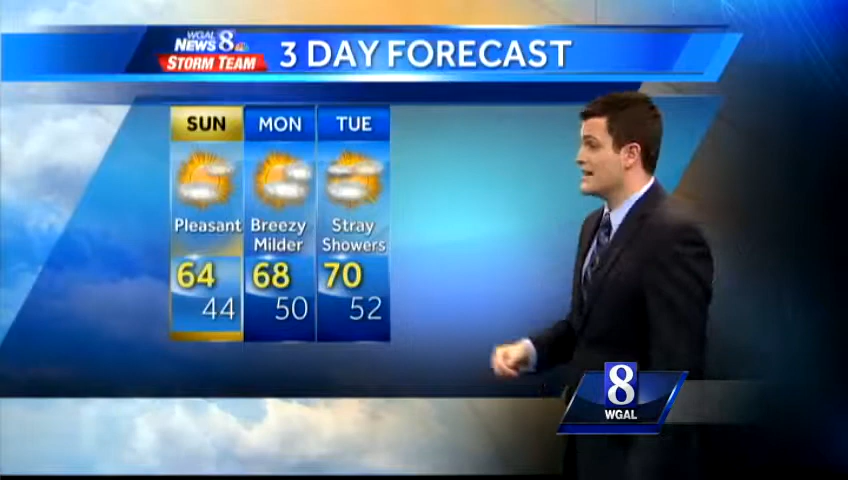 WGAL
NEWS 8
STORM TEAM
3 DAY FORECAST
SUN MON TUE
Pleasant Breezy Milder Stray Showers
64 68 70
44 50 52
8
WGAL